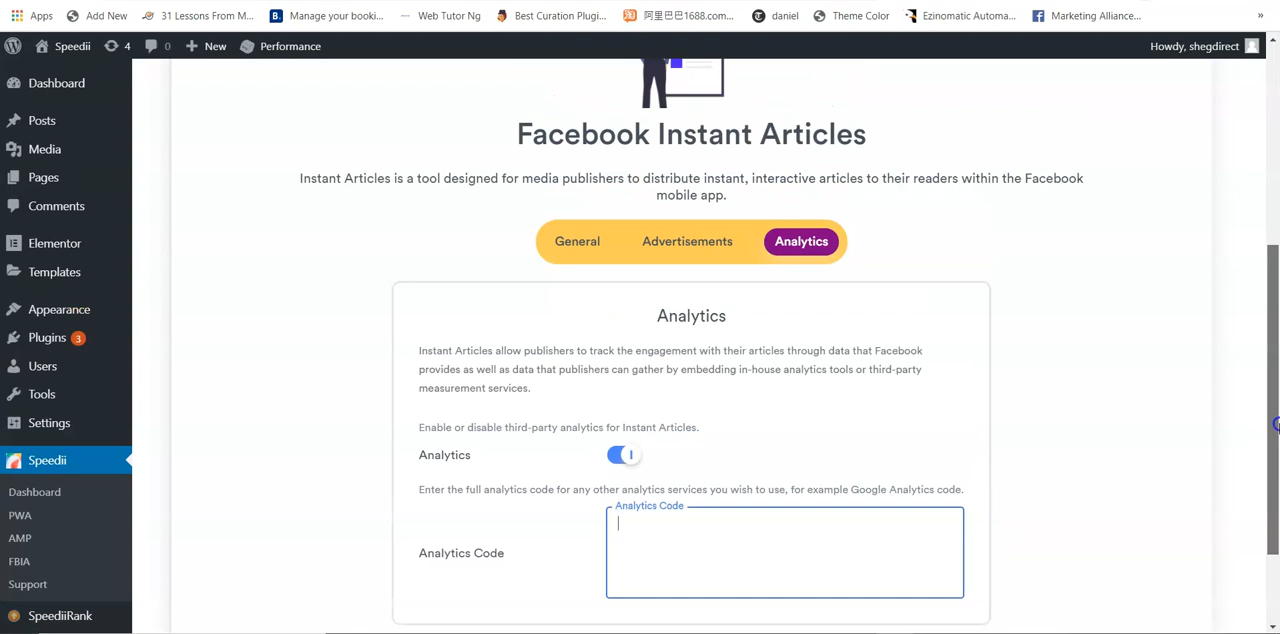 Apps Add New 31 Lessons From M... Manage your booki... Web Tutor Ng Best Curation Plugi... 阿里巴巴1688.com... daniel Theme Color Ezinomatic Automa... Marketing Alliance... »
Speedii 4 0 New Performance Howdy, shegdirect
Dashboard
Posts
Media
Pages
Comments
Elementor
Templates
Appearance
Plugins 3
Users
Tools
Settings
Speedii
Dashboard
PWA
AMP
FBIA
Support
SpeediiRank
Facebook Instant Articles
Instant Articles is a tool designed for media publishers to distribute instant, interactive articles to their readers within the Facebook
mobile app.
General Advertisements Analytics
Analytics
Instant Articles allow publishers to track the engagement with their articles through data that Facebook
provides as well as data that publishers can gather by embedding in-house analytics tools or third-party
measurement services.
Enable or disable third-party analytics for Instant Articles.
Analytics
Enter the full analytics code for any other analytics services you wish to use, for example Google Analytics code.
Analytics Code
Analytics Code